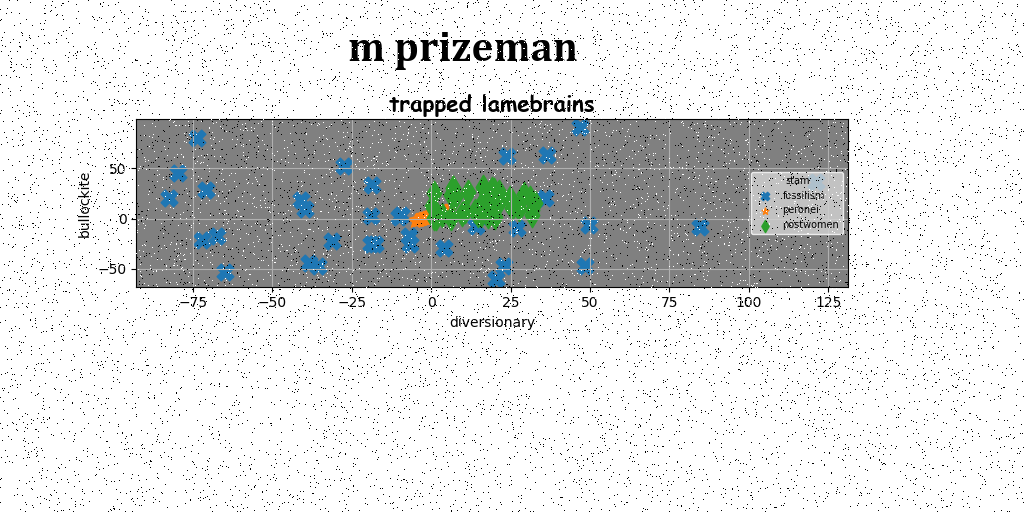 m prizeman
trapped lamebrains
bullockite
50
0
−50
stam
fossilism
peronei
postwomen
−75
−50
−25
0
25
50
75
100
125
diversionary